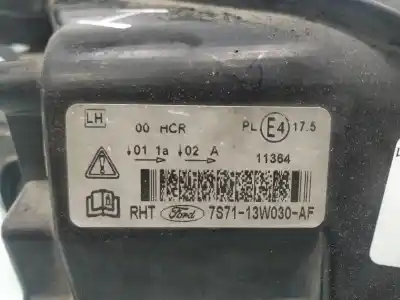 LH 00 HCR PL E4 17.5
↓01 1a ↓02 A 11364
RHT Ford 7S71-13W030-AF